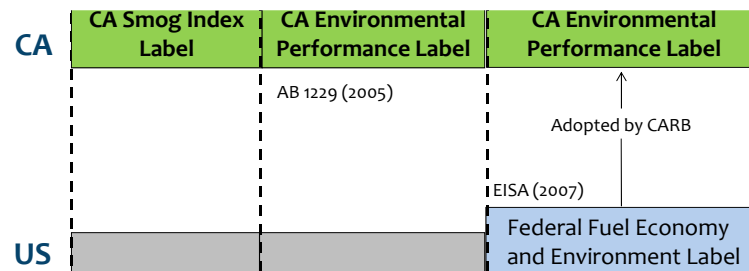 CA
CA Smog Index
Label
CA Environmental
Performance Label
CA Environmental
Performance Label
AB 1229 (2005)
Adopted by CARB
EISA (2007)
US
Federal Fuel Economy
and Environment Label